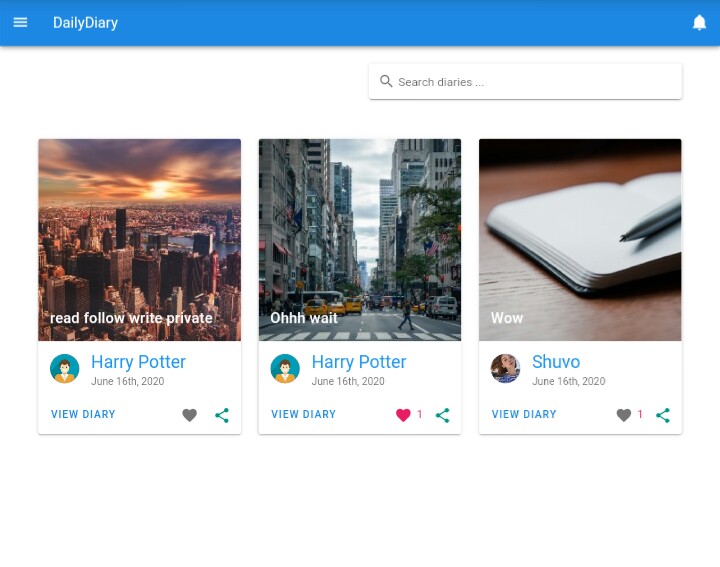 DailyDiary
Search diaries ...
read follow write private
Harry Potter
June 16th, 2020
VIEW DIARY
Ohhh wait
Harry Potter
June 16th, 2020
VIEW DIARY
1
Wow
Shuvo
June 16th, 2020
VIEW DIARY
1